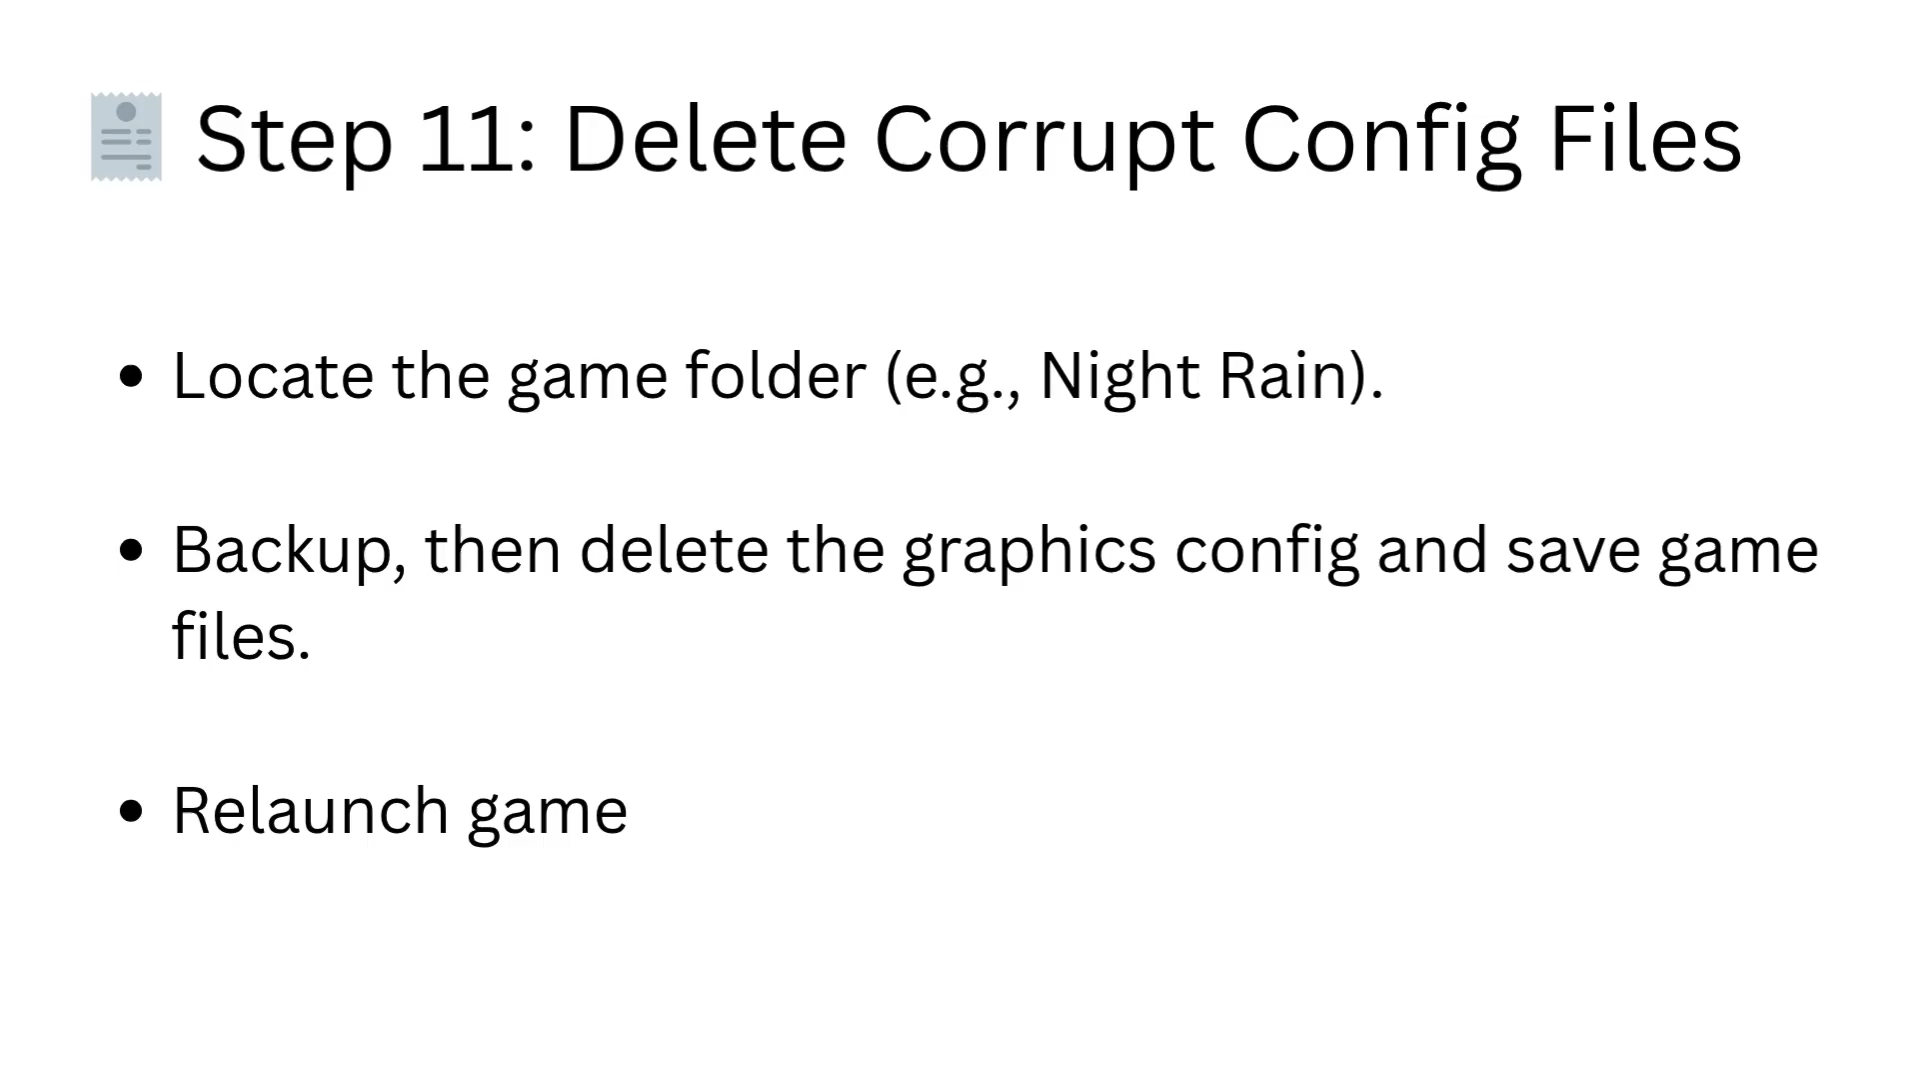 Step 11: Delete Corrupt Config Files
• Locate the game folder (e.g., Night Rain).
• Backup, then delete the graphics config and save game
files.
• Relaunch game